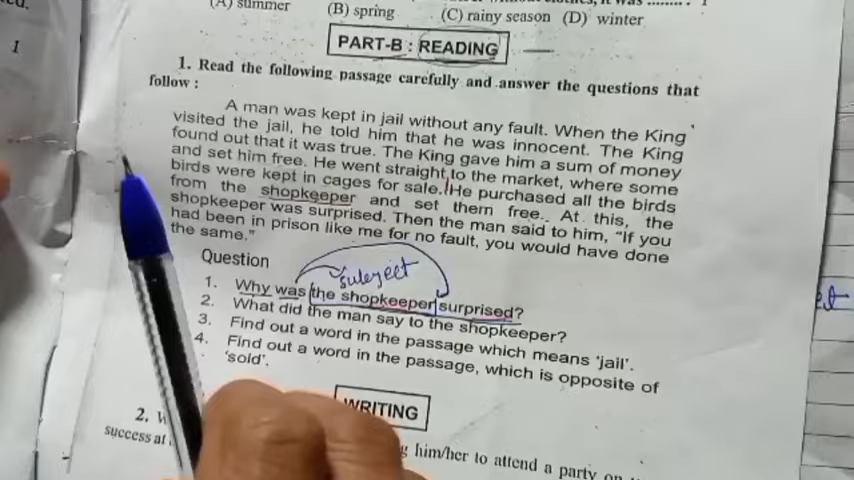 (A) summer (B) spring (C) rainy season (D) winter
PART-B : READING
1. Read the following passage carefully and answer the questions that
follow :
A man was kept in jail without any fault. When the King
visited the jail, he told him that he was innocent. The King
found out that it was true. The King gave him a sum of money
and set him free. He went straight to the market, where some
birds were kept in cages for sale. He purchased all the birds
from the shopkeeper and set them free. At this, the
shopkeeper was surprised. Then the man said to him, "If you
had been in prison like me for no fault, you would have done
the same."
Question
subject
1. Why was the shopkeeper surprised?
2. What did the man say to the shopkeeper?
3. Find out a word in the passage which means 'jail'.
4. Find out a word in the passage, which is opposite of
'sold'.
WRITING
2.
success at
him/her to attend a party on
1